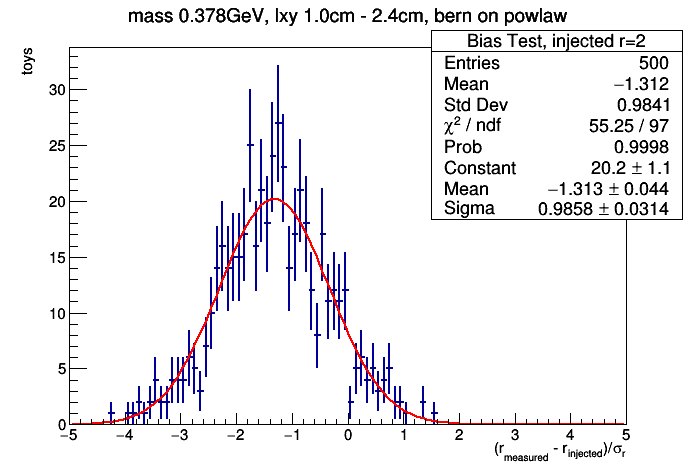 mass 0.378GeV, lxy 1.0cm - 2.4cm, bern on powlaw
Bias Test, injected r=2
Entries 500
Mean −1.312
Std Dev 0.9841
χ² / ndf 55.25 / 97
Prob 0.9998
Constant 20.2 ± 1.1
Mean −1.313 ± 0.044
Sigma 0.9858 ± 0.0314
toys
30
25
20
15
10
5
0
−5 −4 −3 −2 −1 0 1 2 3 4 5
(r_measured - r_injected)/σ_r